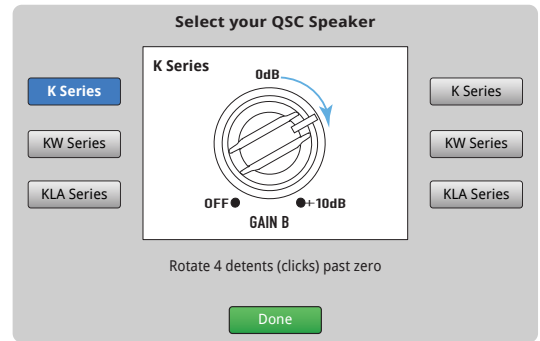 Select your QSC Speaker
K Series
KW Series
KLA Series
K Series
0dB
OFF
+10dB
GAIN B
K Series
KW Series
KLA Series
Rotate 4 detents (clicks) past zero
Done